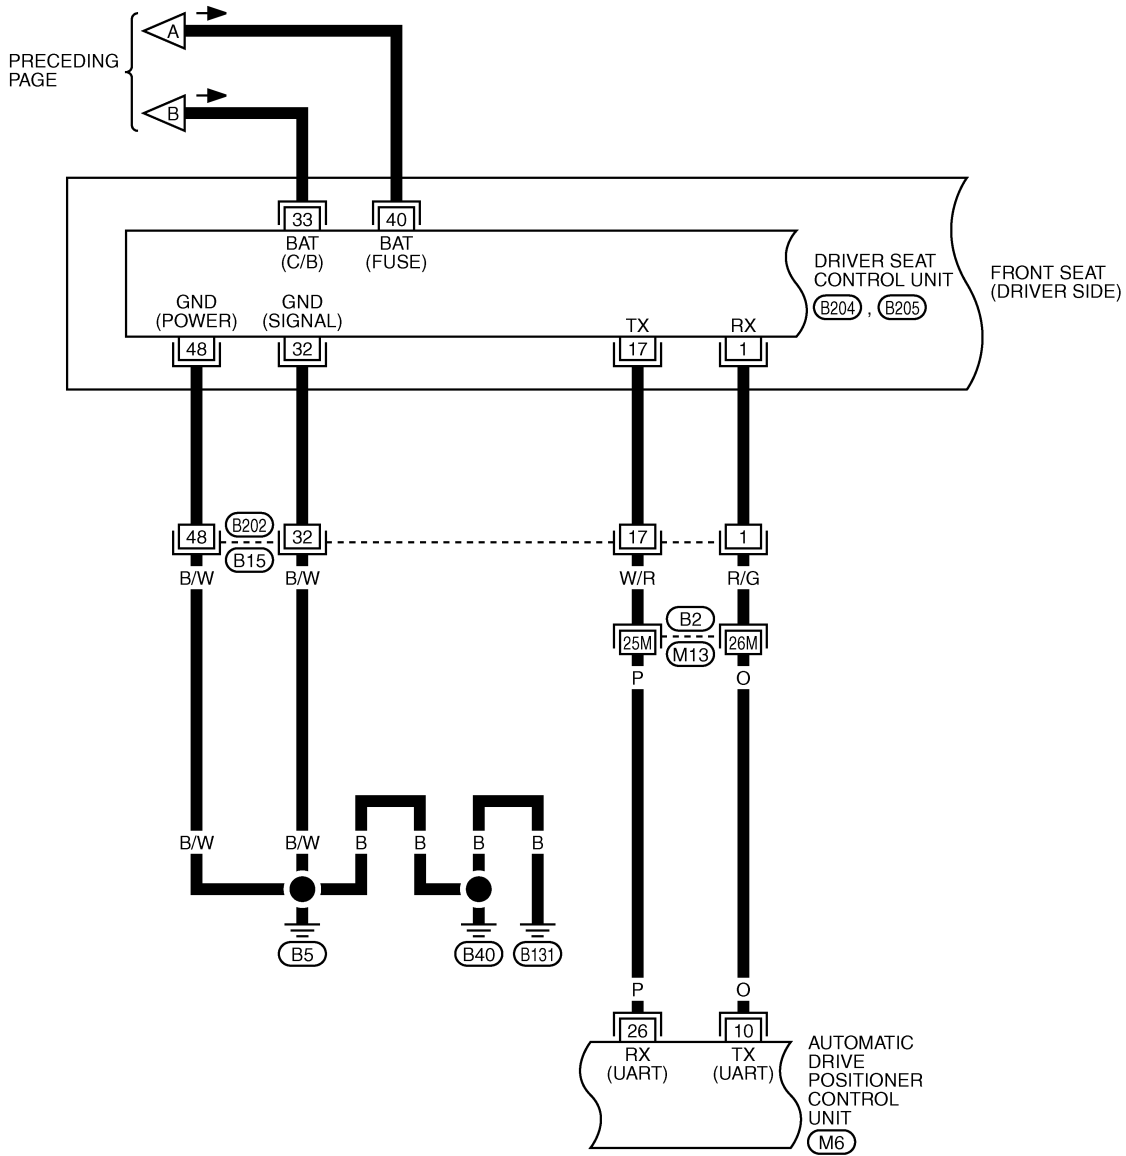 A
PRECEDING
PAGE
B
33
40
BAT
(C/B)
BAT
(FUSE)
DRIVER SEAT
CONTROL UNIT
B204 , B205
FRONT SEAT
(DRIVER SIDE)
GND
(POWER)
GND
(SIGNAL)
TX
RX
48
32
17
1
B202
48
32
17
1
B15
B/W
B/W
W/R
R/G
B2
25M
26M
M13
P
O
B/W
B/W
B
B
B
B
B5
B40
B131
P
O
26
10
RX
(UART)
TX
(UART)
AUTOMATIC
DRIVE
POSITIONER
CONTROL
UNIT
M6